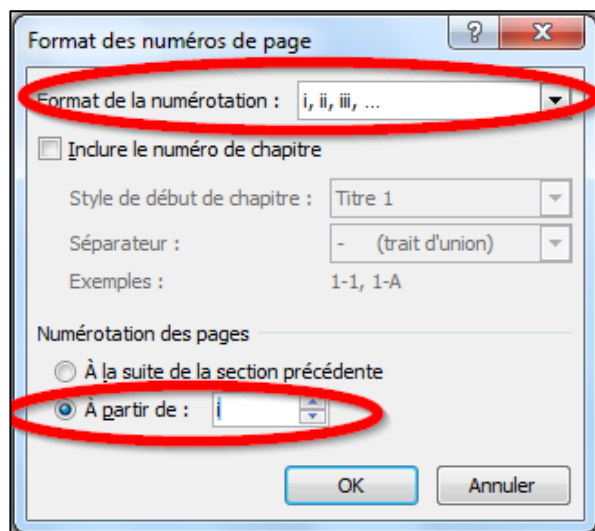 Format des numéros de page
Format de la numérotation : i, ii, iii, ...
Inclure le numéro de chapitre
Style de début de chapitre : Titre 1
Séparateur : - (trait d'union)
Exemples : 1-1, 1-A
Numérotation des pages
À la suite de la section précédente
À partir de : i
OK Annuler